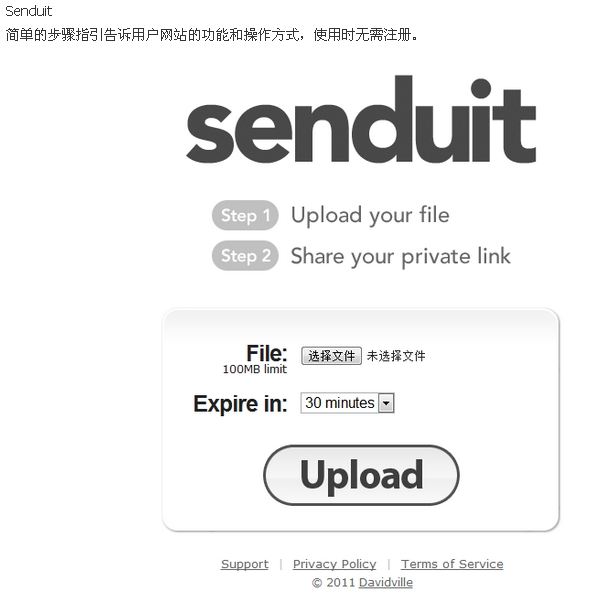 Senduit
简单的步骤指引告诉用户网站的功能和操作方式，使用时无需注册。
senduit
Step 1 Upload your file
Step 2 Share your private link
File: 选择文件 未选择文件
100MB limit
Expire in: 30 minutes
Upload
Support | Privacy Policy | Terms of Service
© 2011 Davidville